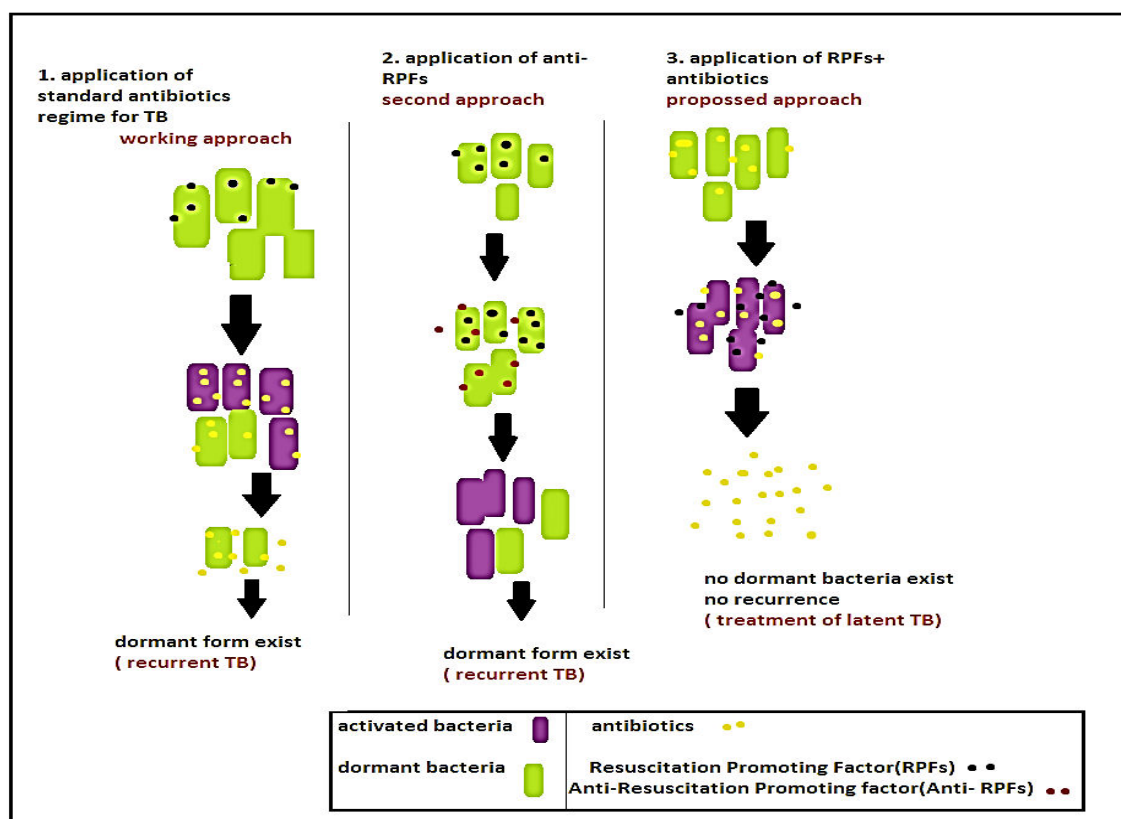 1. application of
standard antibiotics
regime for TB
working approach
2. application of anti-
RPFs
second approach
3. application of RPFs+
antibiotics
propossed approach
dormant form exist
( recurrent TB)
dormant form exist
( recurrent TB)
no dormant bacteria exist
no recurrence
( treatment of latent TB)
activated bacteria
dormant bacteria
antibiotics
Resuscitation Promoting Factor(RPFs)
Anti-Resuscitation Promoting factor(Anti- RPFs)